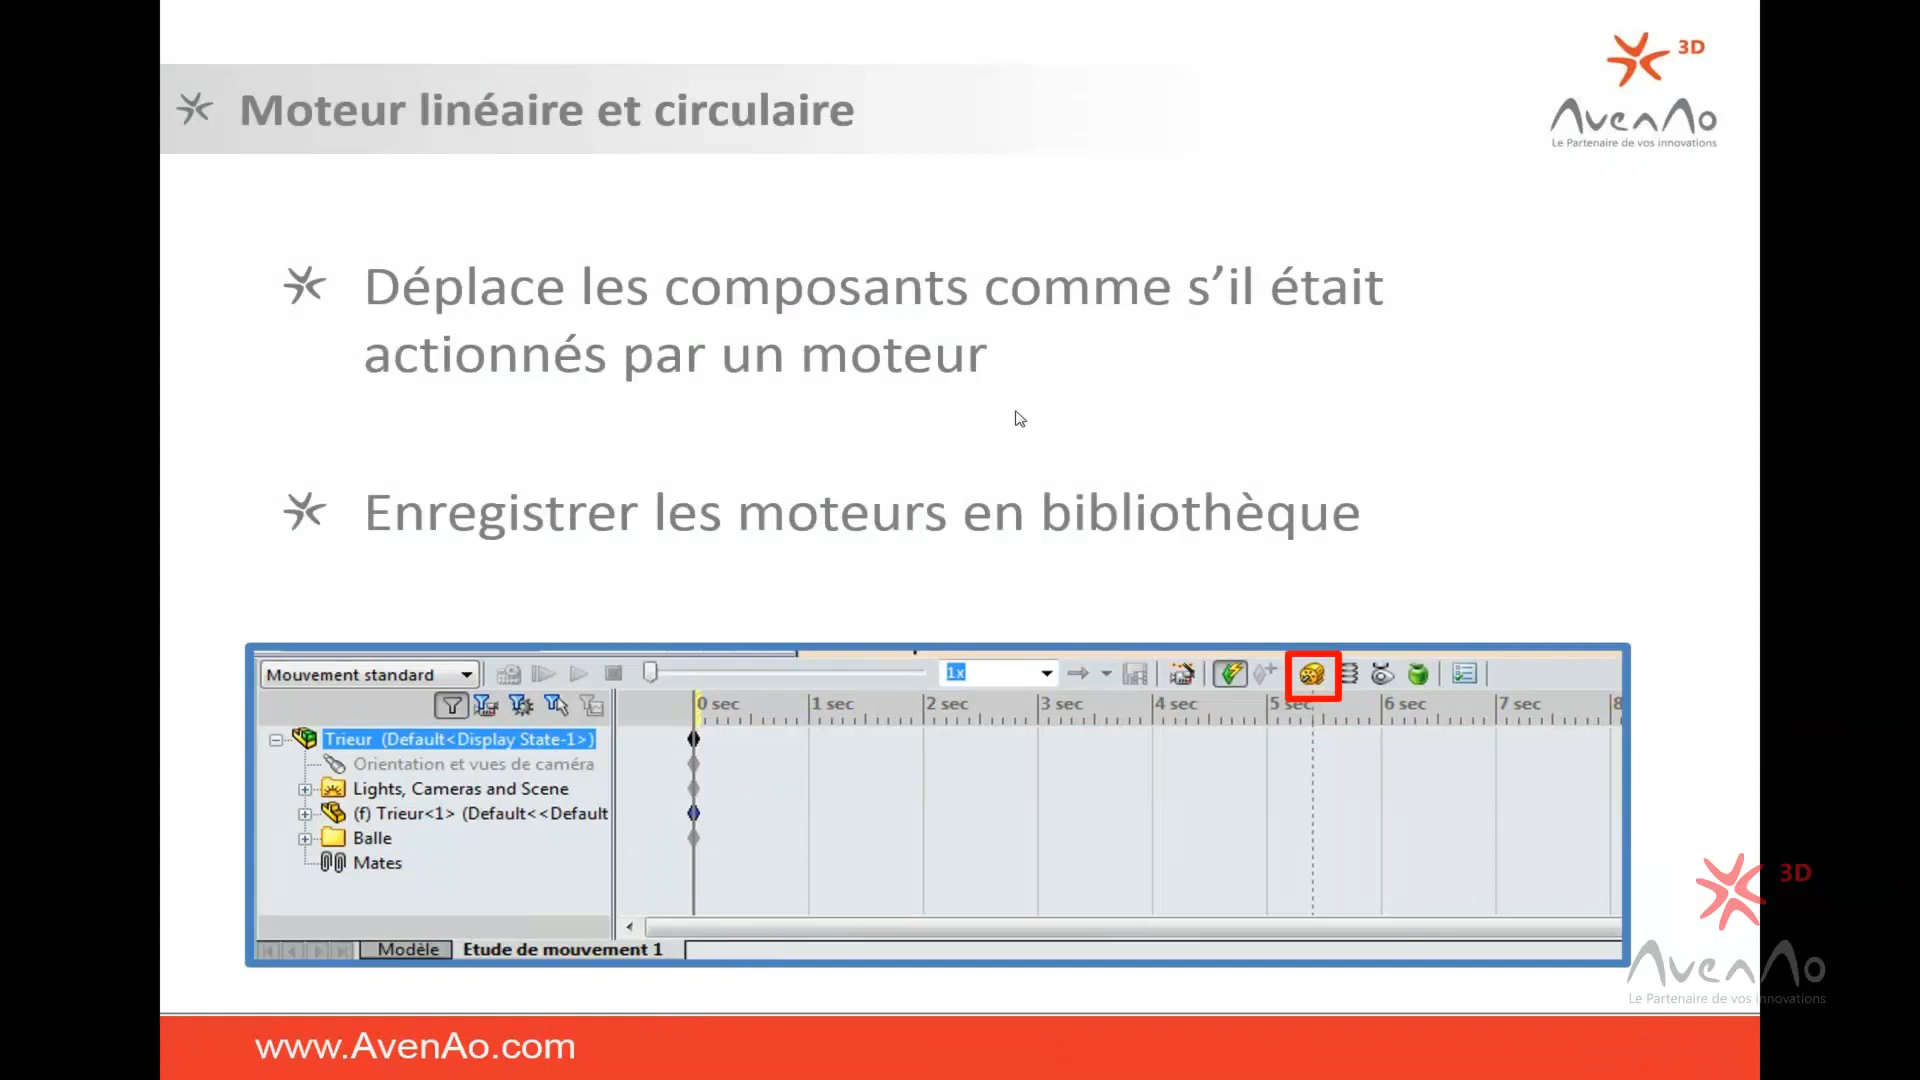 3D
AvenAo
Le Partenaire de vos innovations
Moteur linéaire et circulaire
Déplace les composants comme s’il était
actionnés par un moteur
Enregistrer les moteurs en bibliothèque
Mouvement standard
1x
0 sec 1 sec 2 sec 3 sec 4 sec 5 sec 6 sec 7 sec 8
Trieur (Default<Display State-1>)
Orientation et vues de caméra
Lights, Cameras and Scene
(f) Trieur<1> (Default<<Default
Balle
Mates
Modèle Etude de mouvement 1
3D
AvenAo
Le Partenaire de vos innovations
www.AvenAo.com